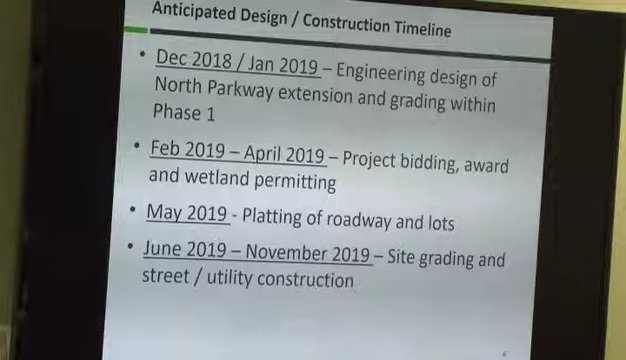 Anticipated Design / Construction Timeline
• Dec 2018 / Jan 2019 – Engineering design of
North Parkway extension and grading within
Phase 1
• Feb 2019 – April 2019 – Project bidding, award
and wetland permitting
• May 2019 - Platting of roadway and lots
• June 2019 – November 2019 – Site grading and
street / utility construction
6